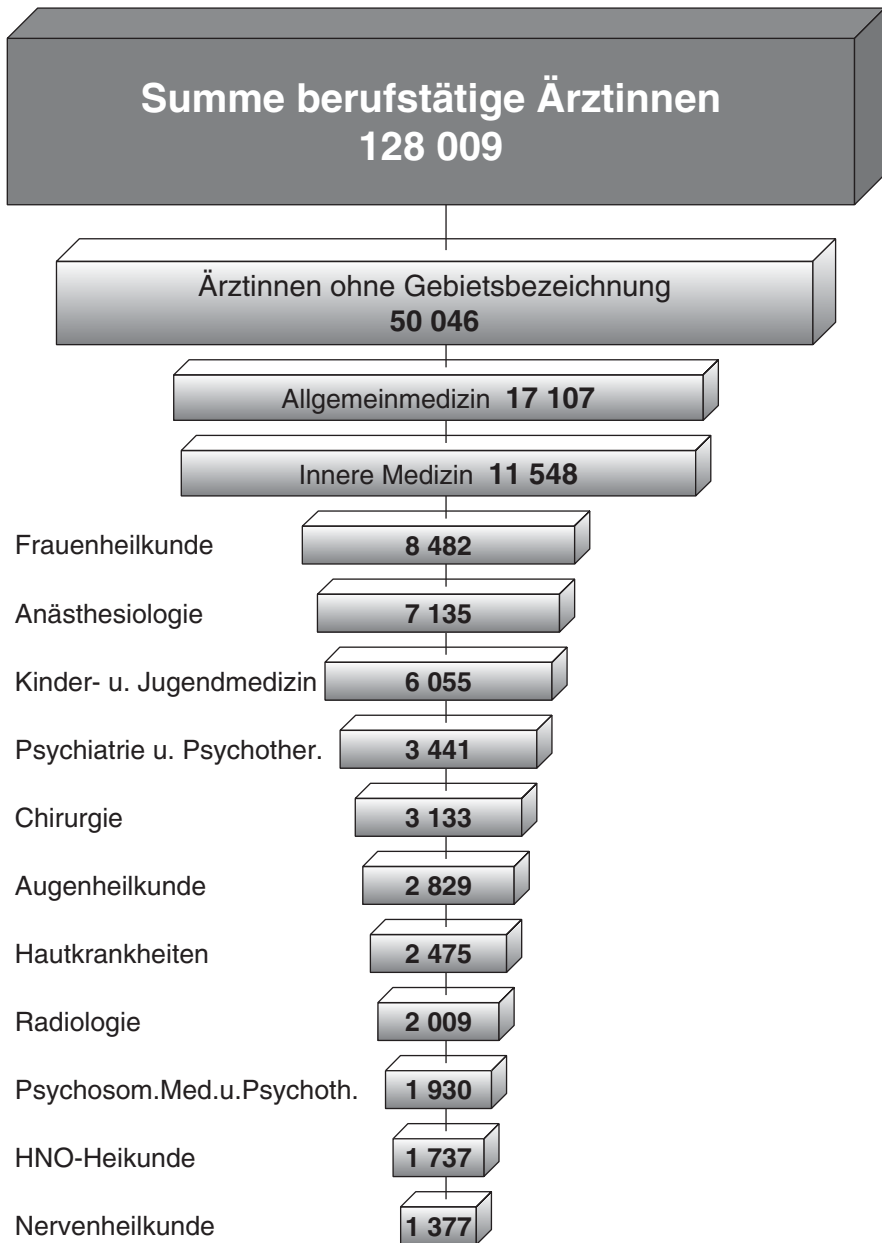 Summe berufstätige Ärztinnen
128 009
Ärztinnen ohne Gebietsbezeichnung
50 046
Allgemeinmedizin 17 107
Innere Medizin 11 548
Frauenheilkunde 8 482
Anästhesiologie 7 135
Kinder- u. Jugendmedizin 6 055
Psychiatrie u. Psychother. 3 441
Chirurgie 3 133
Augenheilkunde 2 829
Hautkrankheiten 2 475
Radiologie 2 009
Psychosom.Med.u.Psychoth. 1 930
HNO-Heikunde 1 737
Nervenheilkunde 1 377